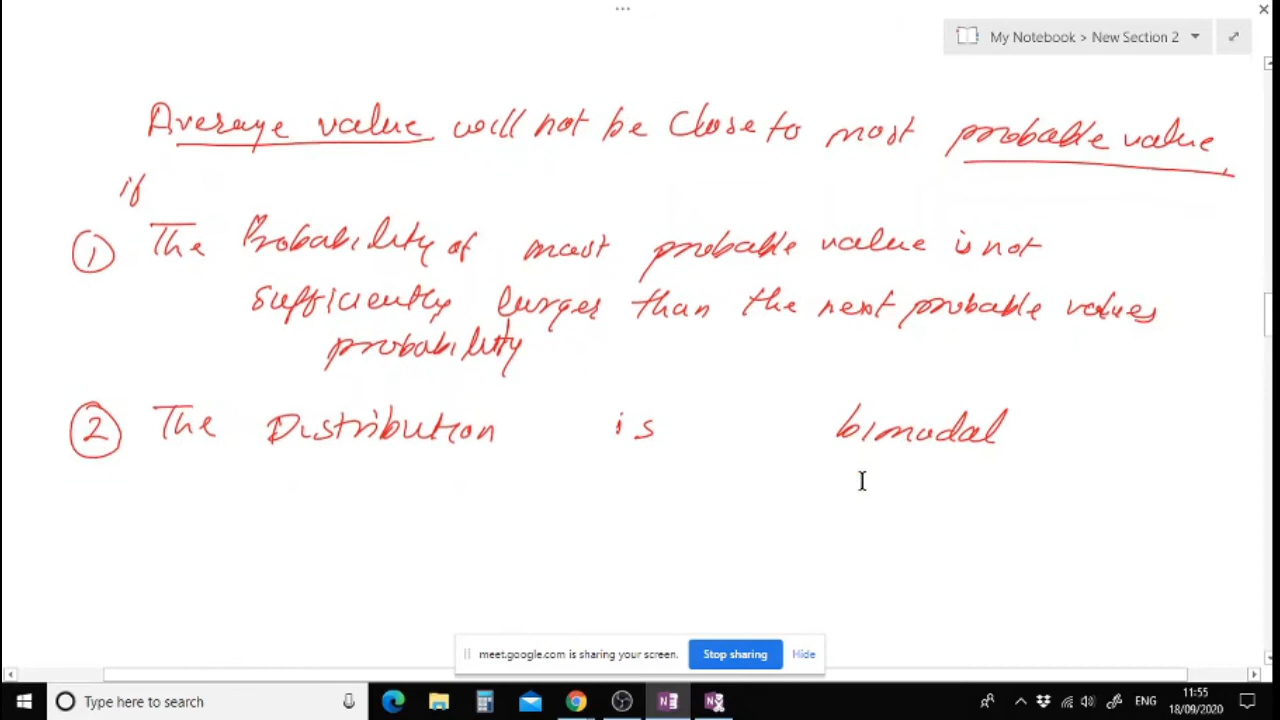 My Notebook > New Section 2
Average value will not be close to most probable value
if
① The Probability of most probable value is not
sufficiently larger than the next probable values
probability
② The Distribution is bimodal
meet.google.com is sharing your screen. Stop sharing Hide
Type here to search
ENG
11:55
18/09/2020